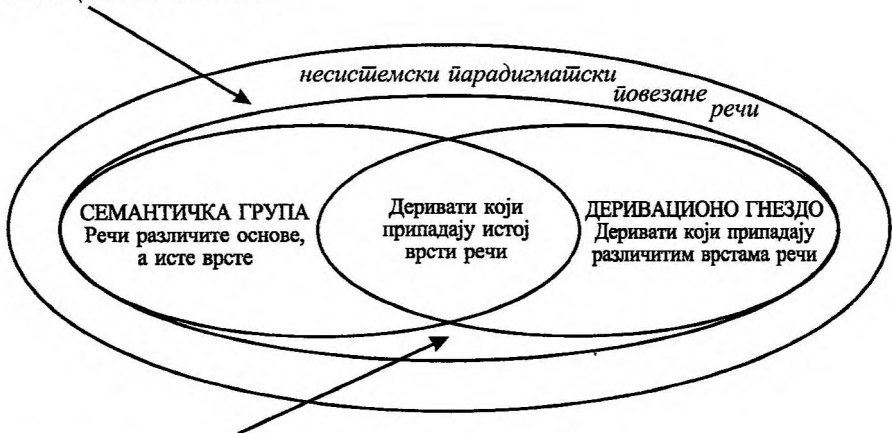 несистемски парадигматски
повезане
речи
СЕМАНТИЧКА ГРУПА
Речи различите основе,
а исте врсте
Деривати који
припадају истој
врсти речи
ДЕРИВАЦИОНО ГНЕЗДО
Деривати који припадају
различитим врстама речи